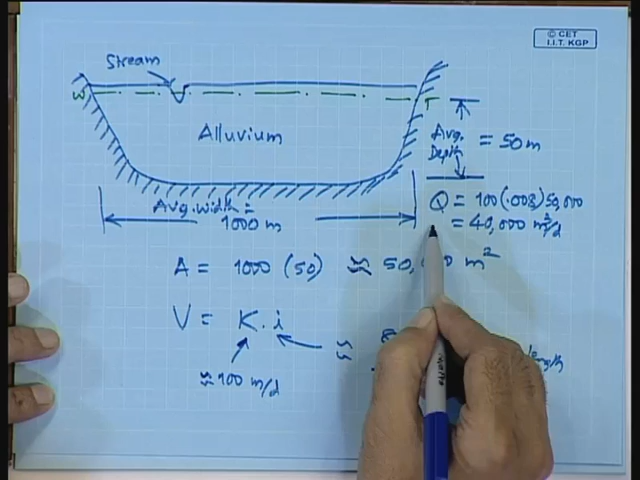 © CET
I.I.T. KGP
Stream
W
T
Alluvium
Avg.
Depth
= 50 m
Avg. width =
1000 m
Q = 100 (.008) 50,000
= 40,000 m³/d
A = 1000 (50) ≈ 50, m²
V = K . i
≈
≈ 100 m/d